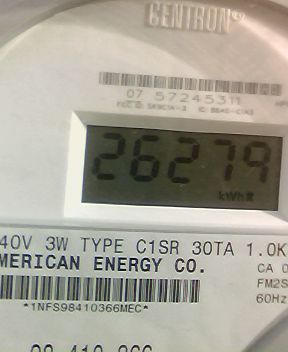 CENTRON®
07 57245311
26279
kWh
40V 3W TYPE C1SR 30TA 1.0K
MERICAN ENERGY CO.
CA 0
FM2S
*1NFS98410366MEC*
60Hz